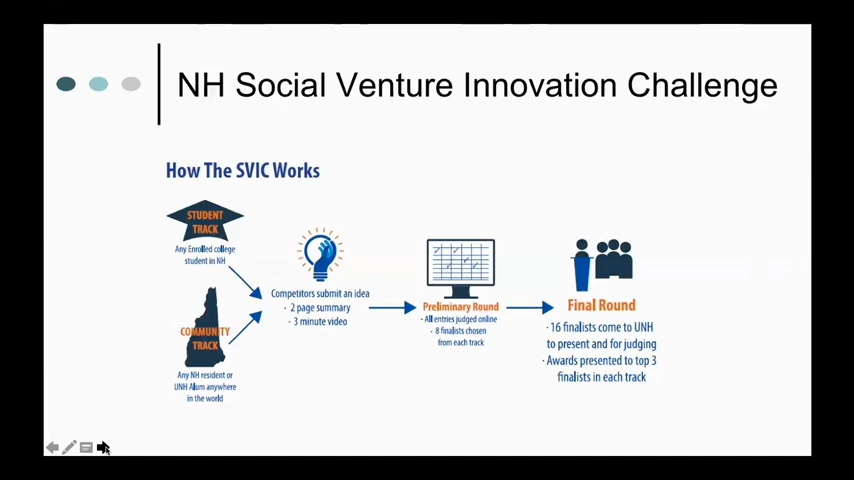 NH Social Venture Innovation Challenge
How The SVIC Works
STUDENT
TRACK
Any Enrolled college
student in NH
COMMUNITY
TRACK
Any NH resident or
UNH Alum anywhere
in the world
Competitors submit an idea
· 2 page summary
· 3 minute video
Preliminary Round
· All entries judged online
· 8 finalists chosen
from each track
Final Round
· 16 finalists come to UNH
to present and for judging
· Awards presented to top 3
finalists in each track